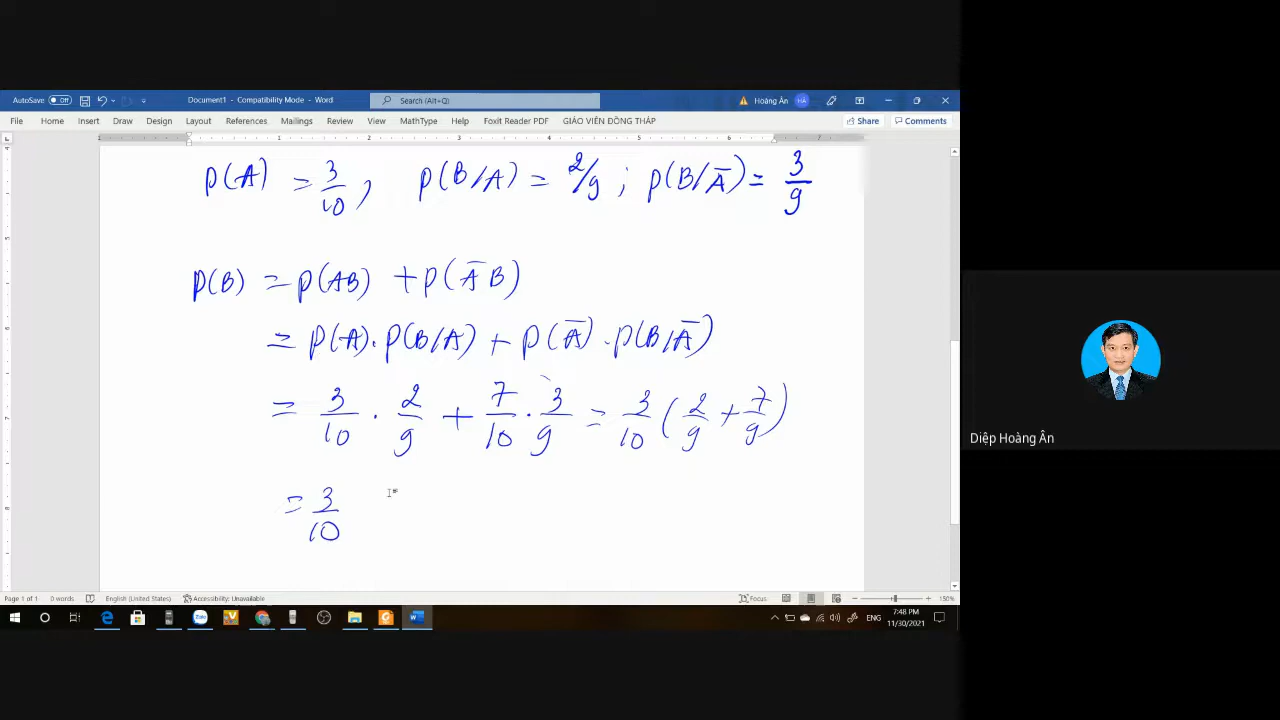 AutoSave Off Document1 - Compatibility Mode - Word Search (Alt+Q) Hoàng Ân HÂ
File Home Insert Draw Design Layout References Mailings Review View MathType Help Foxit Reader PDF GIÁO VIÊN ĐỒNG THÁP Share Comments
P(A) = 3/10, P(B/A) = 2/9; P(B/Ā) = 3/9
P(B) = P(AB) + P(ĀB)
= P(A).P(B/A) + P(Ā).P(B/Ā)
= 3/10 . 2/9 + 7/10 . 3/9 = 3/10 (2/9 + 7/9)
= 3/10
Diệp Hoàng Ân
Page 1 of 1 0 words English (United States) Accessibility: Unavailable Focus 150%
Zalo ENG 7:48 PM
11/30/2021